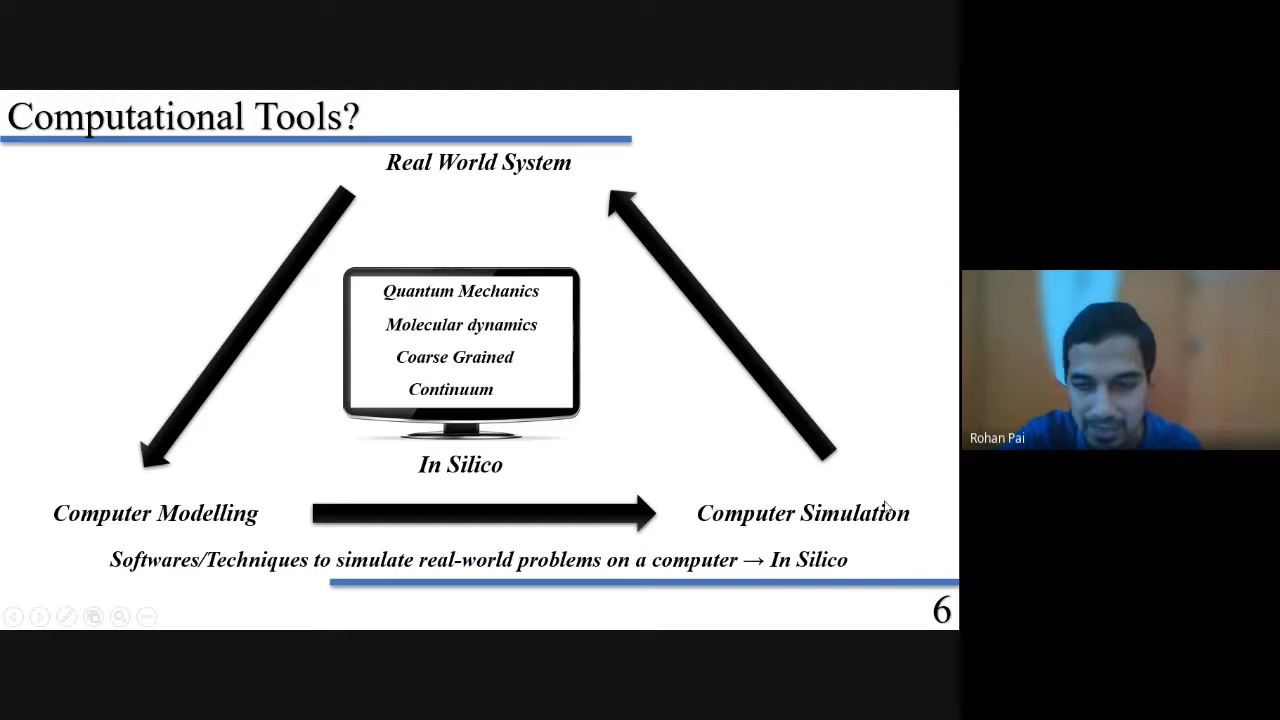 Computational Tools?
Real World System
Quantum Mechanics
Molecular dynamics
Coarse Grained
Continuum
In Silico
Computer Modelling
Computer Simulation
Softwares/Techniques to simulate real-world problems on a computer → In Silico
6
Rohan Pai